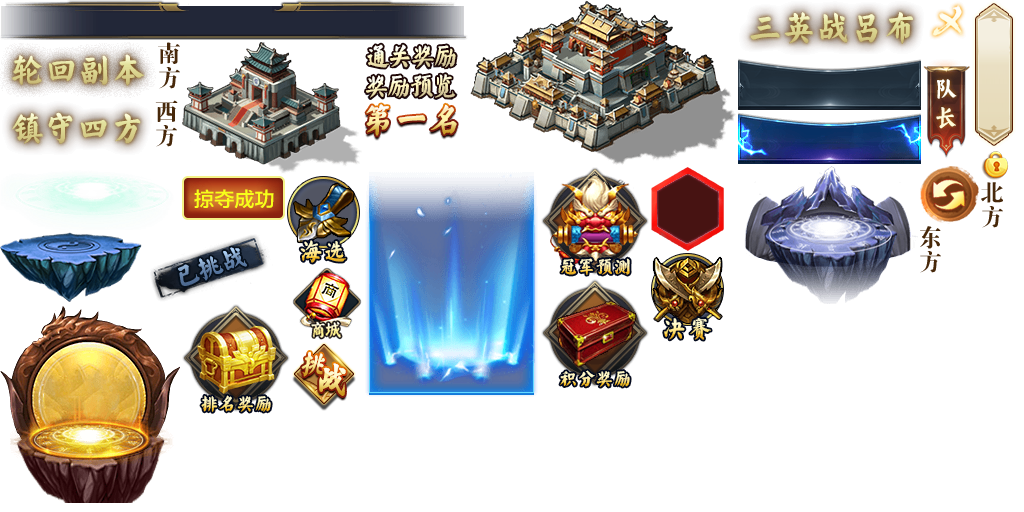 三英战吕布
轮回副本
南方
通关奖励
奖励预览
第一名
队长
镇守四方
西方
掠夺成功
海选
已挑战
冠军预测
北方
东方
商
商城
决赛
挑战
排名奖励
积分奖励